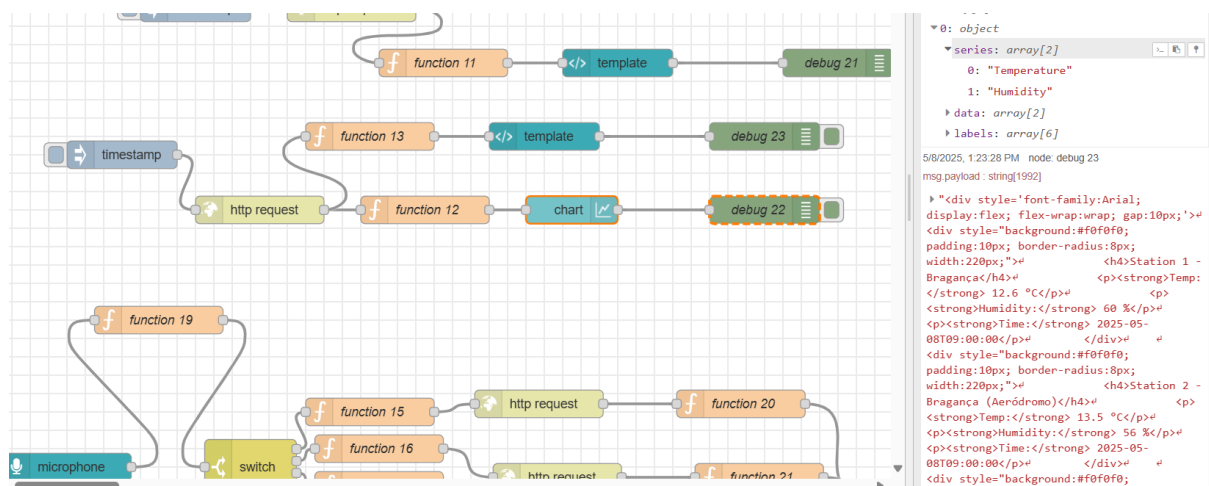 function 11
template
debug 21
function 13
template
debug 23
timestamp
http request
function 12
chart
debug 22
function 19
function 15
http request
function 20
function 16
microphone
switch
http request
function 21
0: object
series: array[2]
0: "Temperature"
1: "Humidity"
data: array[2]
labels: array[6]
5/8/2025, 1:23:28 PM node: debug 23
msg.payload : string[1992]
"<div style='font-family:Arial;
display:flex; flex-wrap:wrap; gap:10px;'>↵
<div style="background:#f0f0f0;
padding:10px; border-radius:8px;
width:220px;">↵ <h4>Station 1 -
Bragança</h4>↵ <p><strong>Temp:
</strong> 12.6 °C</p>↵ <p>
<strong>Humidity:</strong> 60 %</p>↵
<p><strong>Time:</strong> 2025-05-
08T09:00:00</p>↵ </div>↵ ↵
<div style="background:#f0f0f0;
padding:10px; border-radius:8px;
width:220px;">↵ <h4>Station 2 -
Bragança (Aeródromo)</h4>↵ <p>
<strong>Temp:</strong> 13.5 °C</p>↵
<p><strong>Humidity:</strong> 56 %</p>↵
<p><strong>Time:</strong> 2025-05-
08T09:00:00</p>↵ </div>↵ ↵
<div style="background:#f0f0f0;